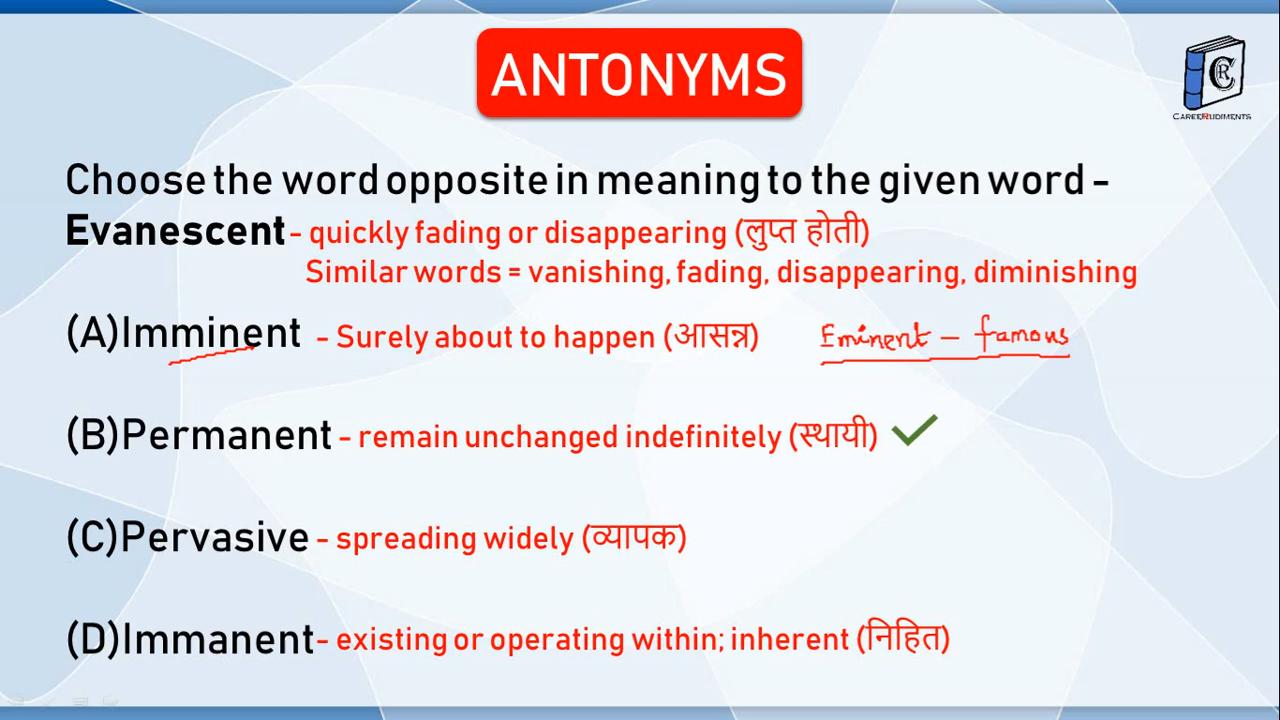 ANTONYMS
CAREERUDIMENTS
Choose the word opposite in meaning to the given word -
Evanescent - quickly fading or disappearing (लुप्त होती)
Similar words = vanishing, fading, disappearing, diminishing
(A)Imminent - Surely about to happen (आसन्न) Eminent - famous
(B)Permanent - remain unchanged indefinitely (स्थायी)
(C)Pervasive - spreading widely (व्यापक)
(D)Immanent - existing or operating within; inherent (निहित)